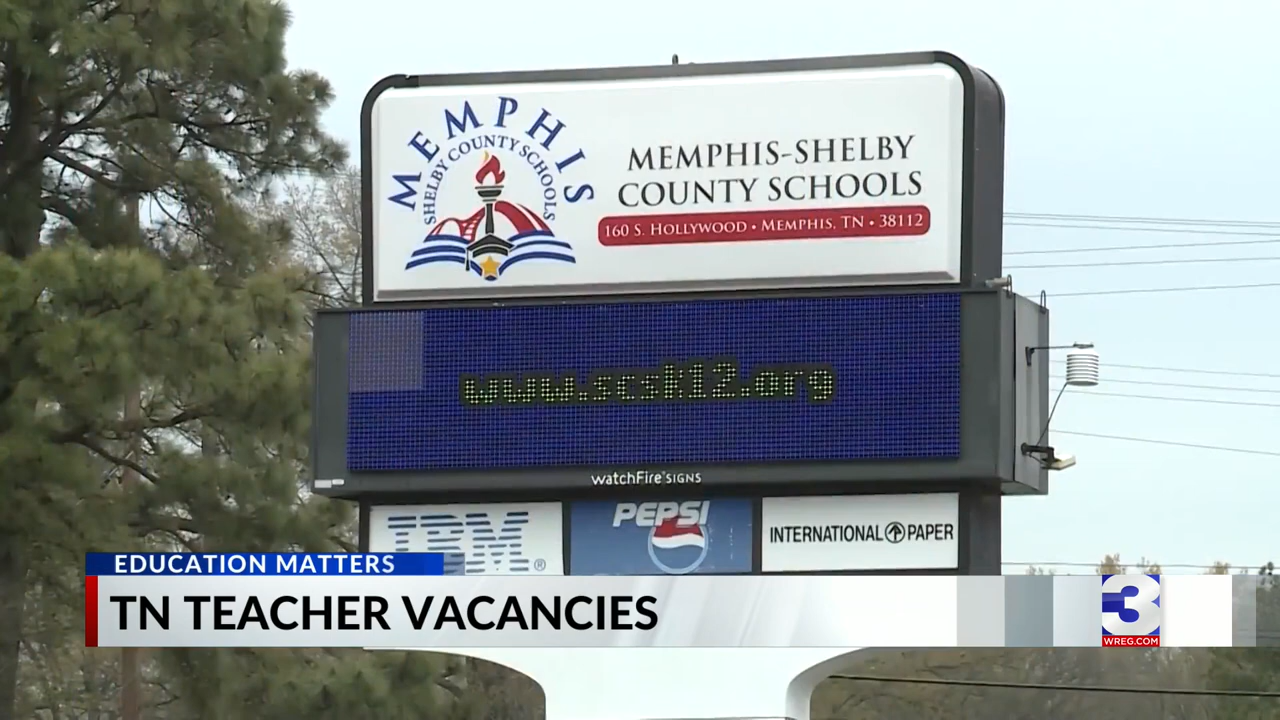 MEMPHIS
SHELBY COUNTY SCHOOLS
MEMPHIS-SHELBY
COUNTY SCHOOLS
160 S. HOLLYWOOD • MEMPHIS, TN • 38112
www.scsk12.org
watchFire SIGNS
IBM®
PEPSI
INTERNATIONAL PAPER
EDUCATION MATTERS
TN TEACHER VACANCIES
3
WREG.COM